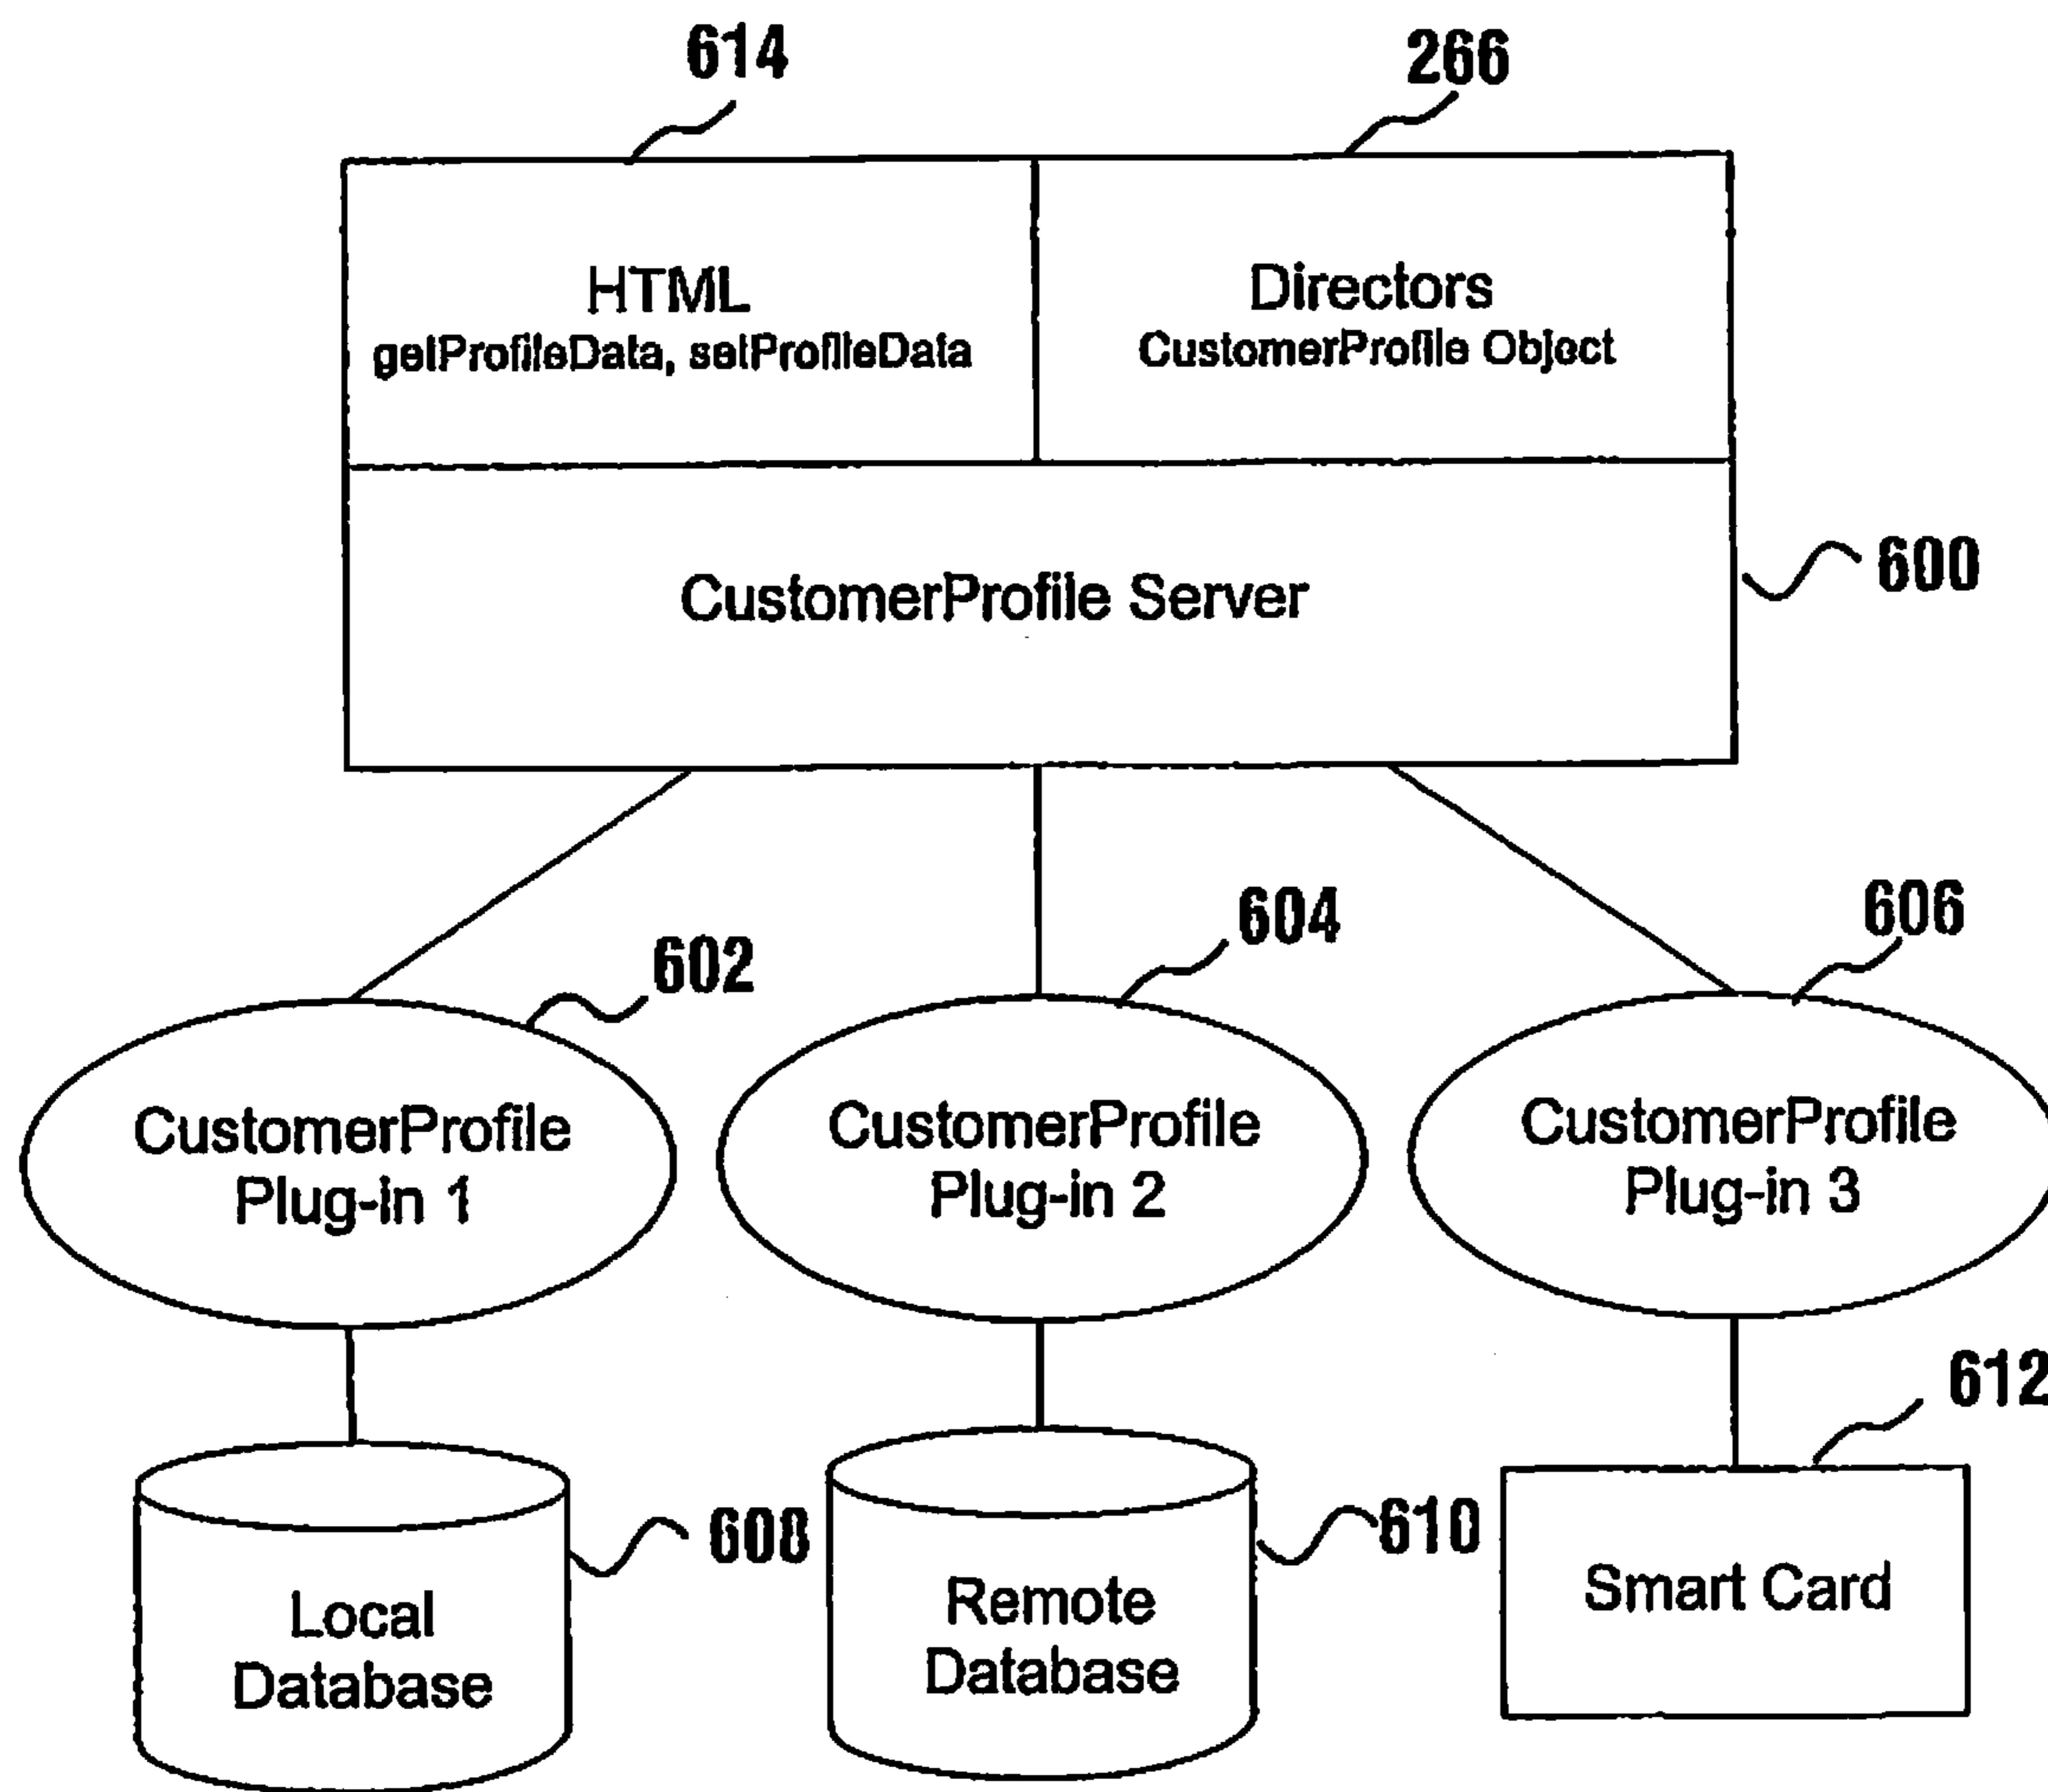 614
266
HTML
getProfileData, setProfileData
Directors
CustomerProfile Object
CustomerProfile Server
600
602
604
606
CustomerProfile
Plug-in 1
CustomerProfile
Plug-in 2
CustomerProfile
Plug-in 3
608
610
612
Local
Database
Remote
Database
Smart Card